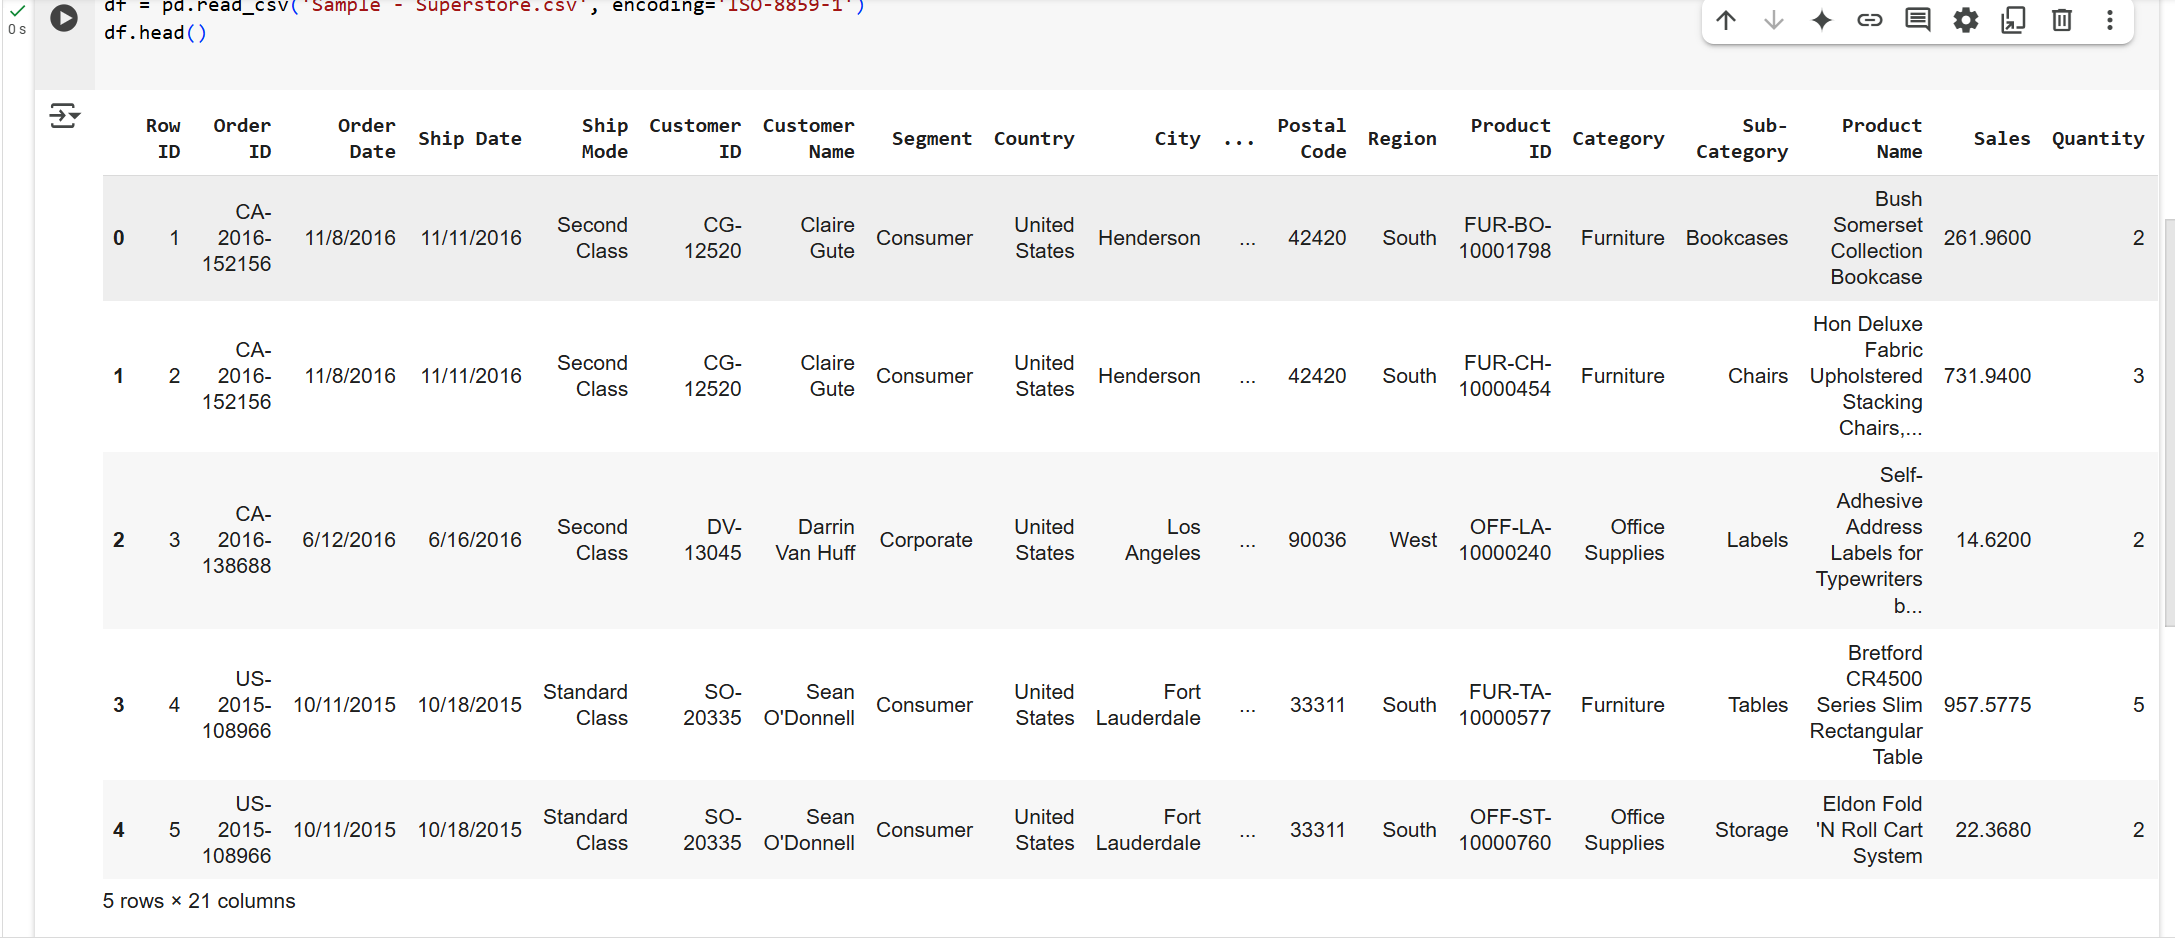 df = pd.read_csv('Sample - Superstore.csv', encoding='ISO-8859-1')
0 s
df.head()
Row ID Order ID Order Date Ship Date Ship Mode Customer ID Customer Name Segment Country City ... Postal Code Region Product ID Category Sub-Category Product Name Sales Quantity
0 1 CA-2016-152156 11/8/2016 11/11/2016 Second Class CG-12520 Claire Gute Consumer United States Henderson ... 42420 South FUR-BO-10001798 Furniture Bookcases Bush Somerset Collection Bookcase 261.9600 2
1 2 CA-2016-152156 11/8/2016 11/11/2016 Second Class CG-12520 Claire Gute Consumer United States Henderson ... 42420 South FUR-CH-10000454 Furniture Chairs Hon Deluxe Fabric Upholstered Stacking Chairs,... 731.9400 3
2 3 CA-2016-138688 6/12/2016 6/16/2016 Second Class DV-13045 Darrin Van Huff Corporate United States Los Angeles ... 90036 West OFF-LA-10000240 Office Supplies Labels Self-Adhesive Address Labels for Typewriters b... 14.6200 2
3 4 US-2015-108966 10/11/2015 10/18/2015 Standard Class SO-20335 Sean O'Donnell Consumer United States Fort Lauderdale ... 33311 South FUR-TA-10000577 Furniture Tables Bretford CR4500 Series Slim Rectangular Table 957.5775 5
4 5 US-2015-108966 10/11/2015 10/18/2015 Standard Class SO-20335 Sean O'Donnell Consumer United States Fort Lauderdale ... 33311 South OFF-ST-10000760 Office Supplies Storage Eldon Fold 'N Roll Cart System 22.3680 2
5 rows × 21 columns